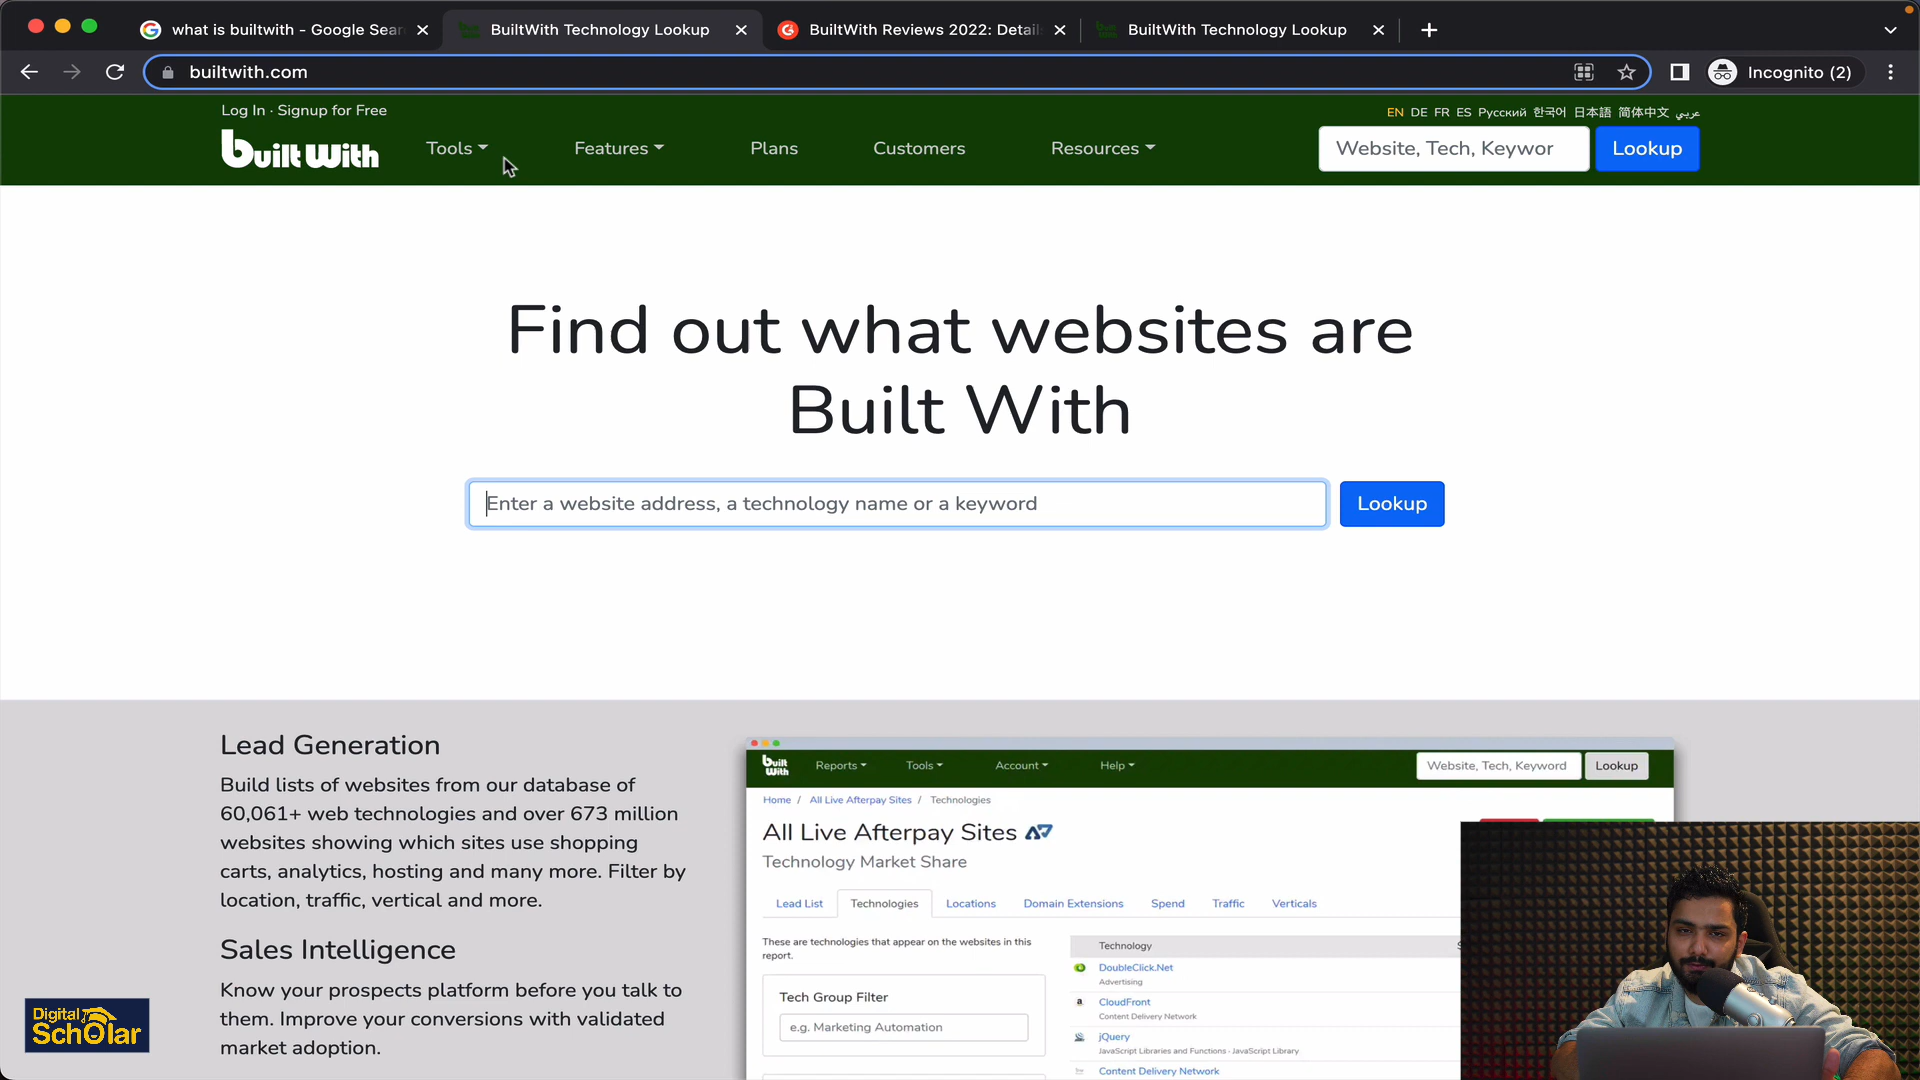 what is builtwith - Google Sear
BuiltWith Technology Lookup
BuiltWith Reviews 2022: Detail
BuiltWith Technology Lookup
builtwith.com
Incognito (2)
Log In · Signup for Free
EN DE FR ES Русский 한국어 日本語 简体中文 عربي
built with
Tools
Features
Plans
Customers
Resources
Website, Tech, Keywor
Lookup
Find out what websites are
Built With
Enter a website address, a technology name or a keyword
Lookup
Lead Generation
Build lists of websites from our database of
60,061+ web technologies and over 673 million
websites showing which sites use shopping
carts, analytics, hosting and many more. Filter by
location, traffic, vertical and more.
Sales Intelligence
Know your prospects platform before you talk to
them. Improve your conversions with validated
market adoption.
built with
Reports
Tools
Account
Help
Website, Tech, Keyword
Lookup
Home / All Live Afterpay Sites / Technologies
All Live Afterpay Sites
Technology Market Share
Lead List
Technologies
Locations
Domain Extensions
Spend
Traffic
Verticals
These are technologies that appear on the websites in this
report.
Tech Group Filter
e.g. Marketing Automation
Technology
DoubleClick.Net
Advertising
CloudFront
Content Delivery Network
jQuery
JavaScript Libraries and Functions · JavaScript Library
Content Delivery Network
Digital
SchOlar